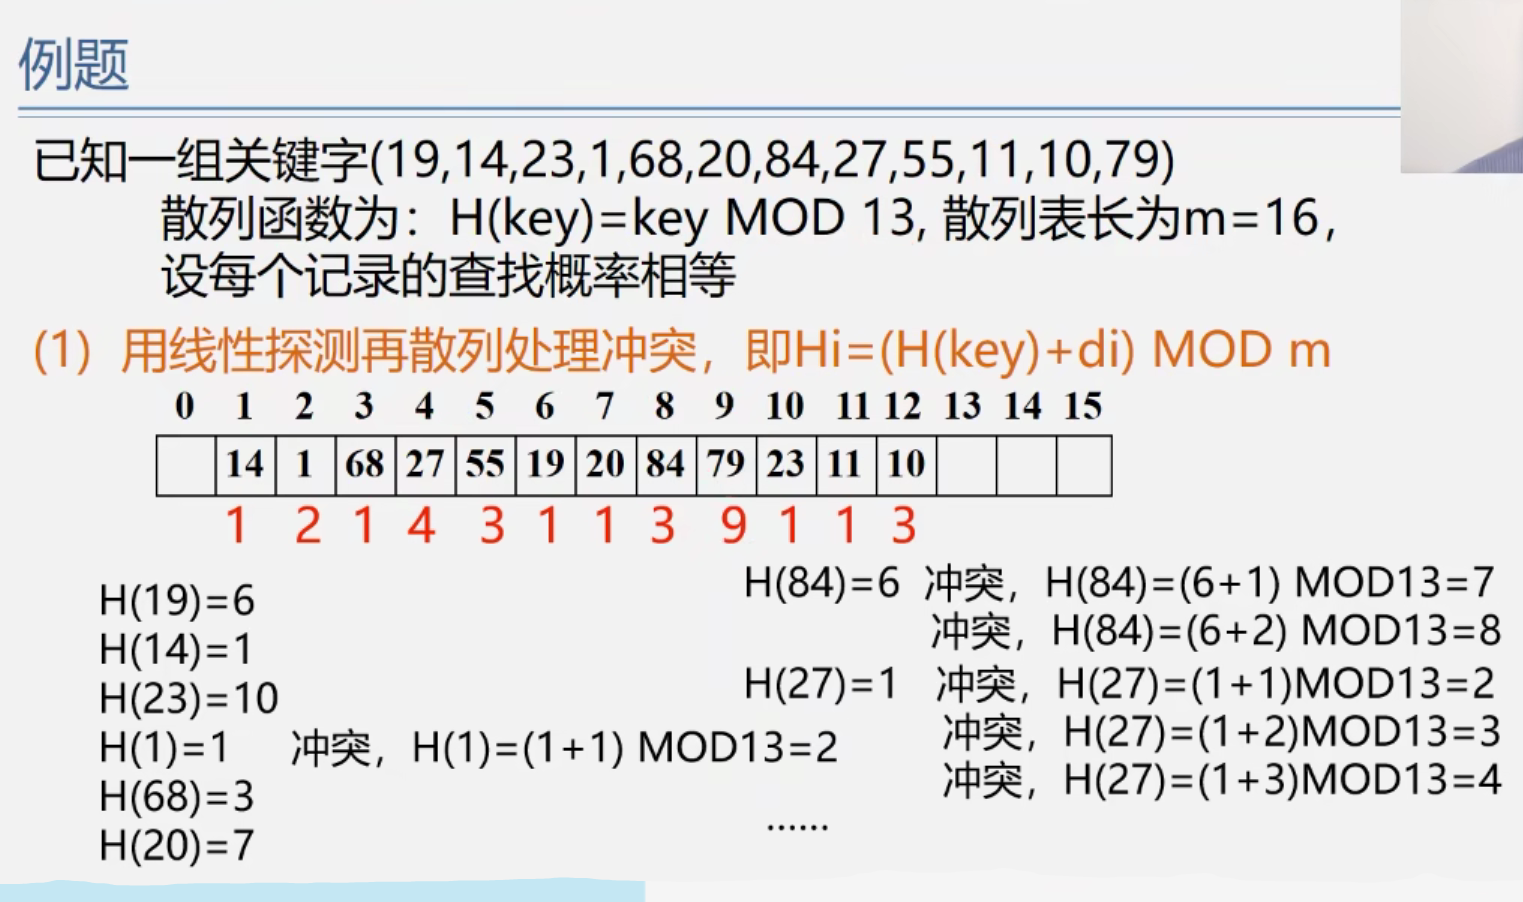 例题
已知一组关键字(19,14,23,1,68,20,84,27,55,11,10,79)
散列函数为：H(key)=key MOD 13, 散列表长为m=16,
设每个记录的查找概率相等
(1) 用线性探测再散列处理冲突，即Hi=(H(key)+di) MOD m
0 1 2 3 4 5 6 7 8 9 10 11 12 13 14 15
14 1 68 27 55 19 20 84 79 23 11 10
1 2 1 4 3 1 1 3 9 1 1 3
H(19)=6
H(14)=1
H(23)=10
H(1)=1 冲突，H(1)=(1+1) MOD13=2
H(68)=3
H(20)=7
H(84)=6 冲突，H(84)=(6+1) MOD13=7
冲突，H(84)=(6+2) MOD13=8
H(27)=1 冲突，H(27)=(1+1)MOD13=2
冲突，H(27)=(1+2)MOD13=3
冲突，H(27)=(1+3)MOD13=4
……